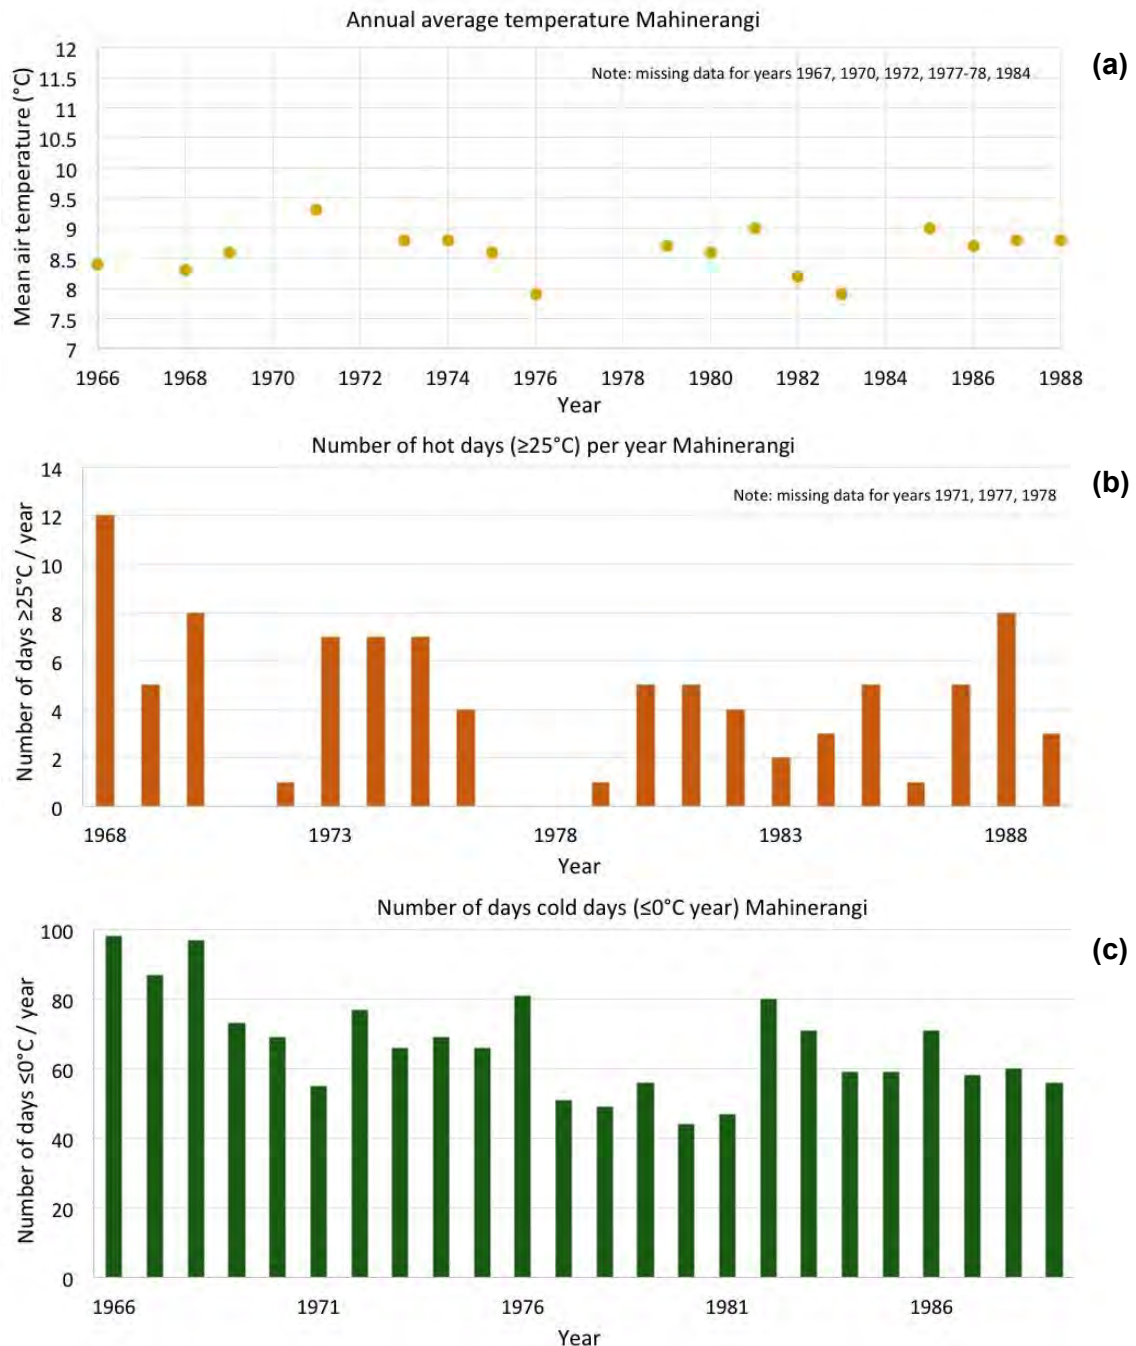 Annual average temperature Mahinerangi
(a)
Note: missing data for years 1967, 1970, 1972, 1977-78, 1984
Mean air temperature (°C)
12
11.5
11
10.5
10
9.5
9
8.5
8
7.5
7
1966 1968 1970 1972 1974 1976 1978 1980 1982 1984 1986 1988
Year
Number of hot days (≥25°C) per year Mahinerangi
(b)
Note: missing data for years 1971, 1977, 1978
Number of days ≥25°C / year
14
12
10
8
6
4
2
0
1968 1973 1978 1983 1988
Year
Number of days cold days (≤0°C year) Mahinerangi
(c)
Number of days ≤0°C / year
100
80
60
40
20
0
1966 1971 1976 1981 1986
Year